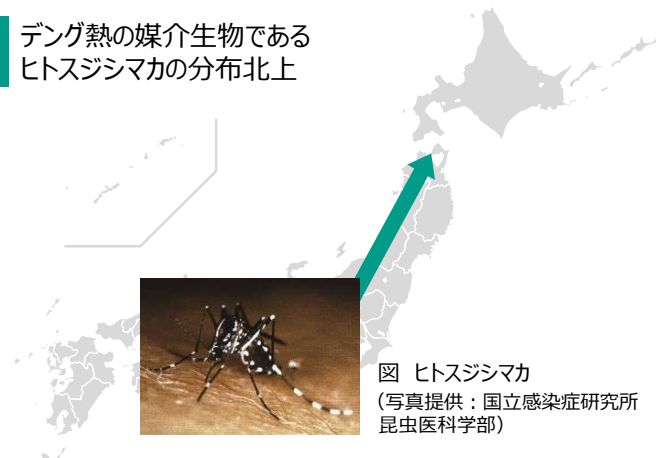 デング熱の媒介生物である
ヒトスジシマカの分布北上
図 ヒトスジシマカ
(写真提供：国立感染症研究所
昆虫医科学部)